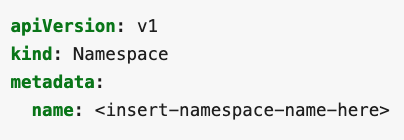 apiVersion: v1
kind: Namespace
metadata:
  name: <insert-namespace-name-here>